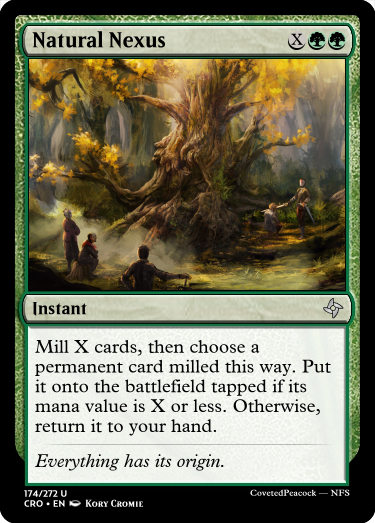 Natural Nexus XGG
Instant
Mill X cards, then choose a
permanent card milled this way. Put
it onto the battlefield tapped if its
mana value is X or less. Otherwise,
return it to your hand.
Everything has its origin.
174/272 U
CRO • EN Kory Cromie
CovetedPeacock — NFS